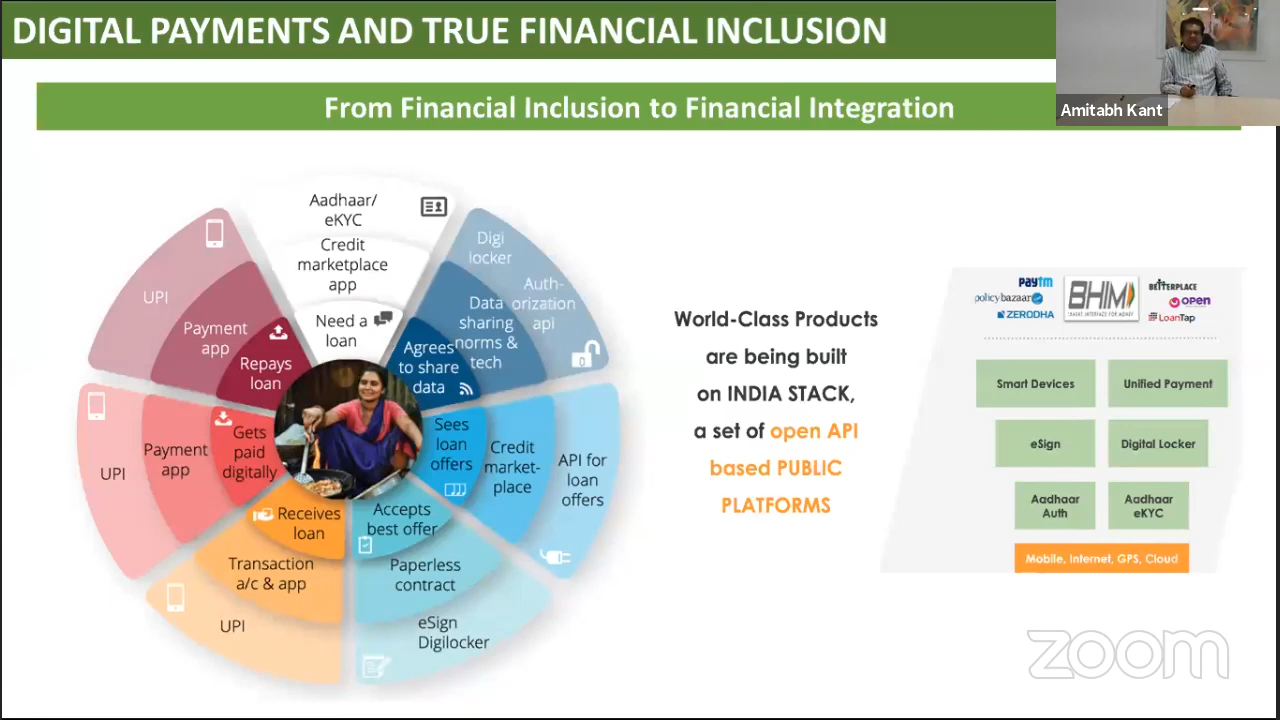 DIGITAL PAYMENTS AND TRUE FINANCIAL INCLUSION
Amitabh Kant
From Financial Inclusion to Financial Integration
Aadhaar/
eKYC
Credit
marketplace
app
Need a
loan
Digi
locker
Auth-
orization
api
Data
sharing
norms &
tech
Agrees
to share
data
Sees
loan
offers
Credit
market-
place
API for
loan
offers
Accepts
best offer
Paperless
contract
eSign
Digilocker
Receives
loan
Transaction
a/c & app
UPI
Gets
paid
digitally
Payment
app
UPI
Repays
loan
Payment
app
UPI
World-Class Products
are being built
on INDIA STACK,
a set of open API
based PUBLIC
PLATFORMS
paytm
policybazaar
ZERODHA
BHIM
BETTERPLACE
open
LoanTap
Smart Devices
Unified Payment
eSign
Digital Locker
Aadhaar
Auth
Aadhaar
eKYC
Mobile, Internet, GPS, Cloud
zoom